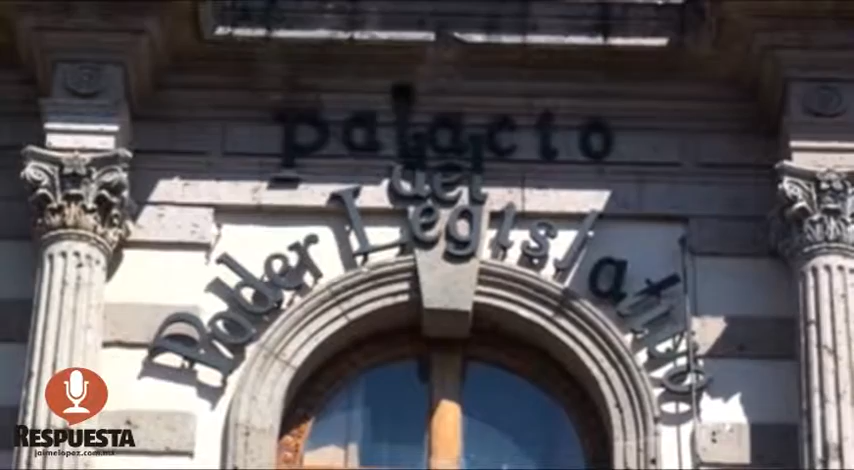 palacio
del
Poder Legislativo
RESPUESTA
jaimelopez.com.mx